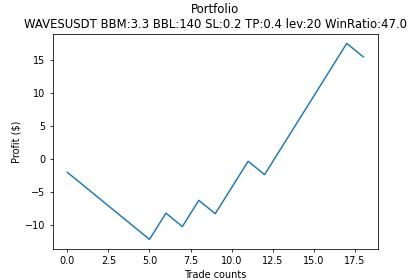 Portfolio
WAVESUSDT BBM:3.3 BBL:140 SL:0.2 TP:0.4 lev:20 WinRatio:47.0
15
10
5
0
−5
−10
Profit ($)
0.0 2.5 5.0 7.5 10.0 12.5 15.0 17.5
Trade counts